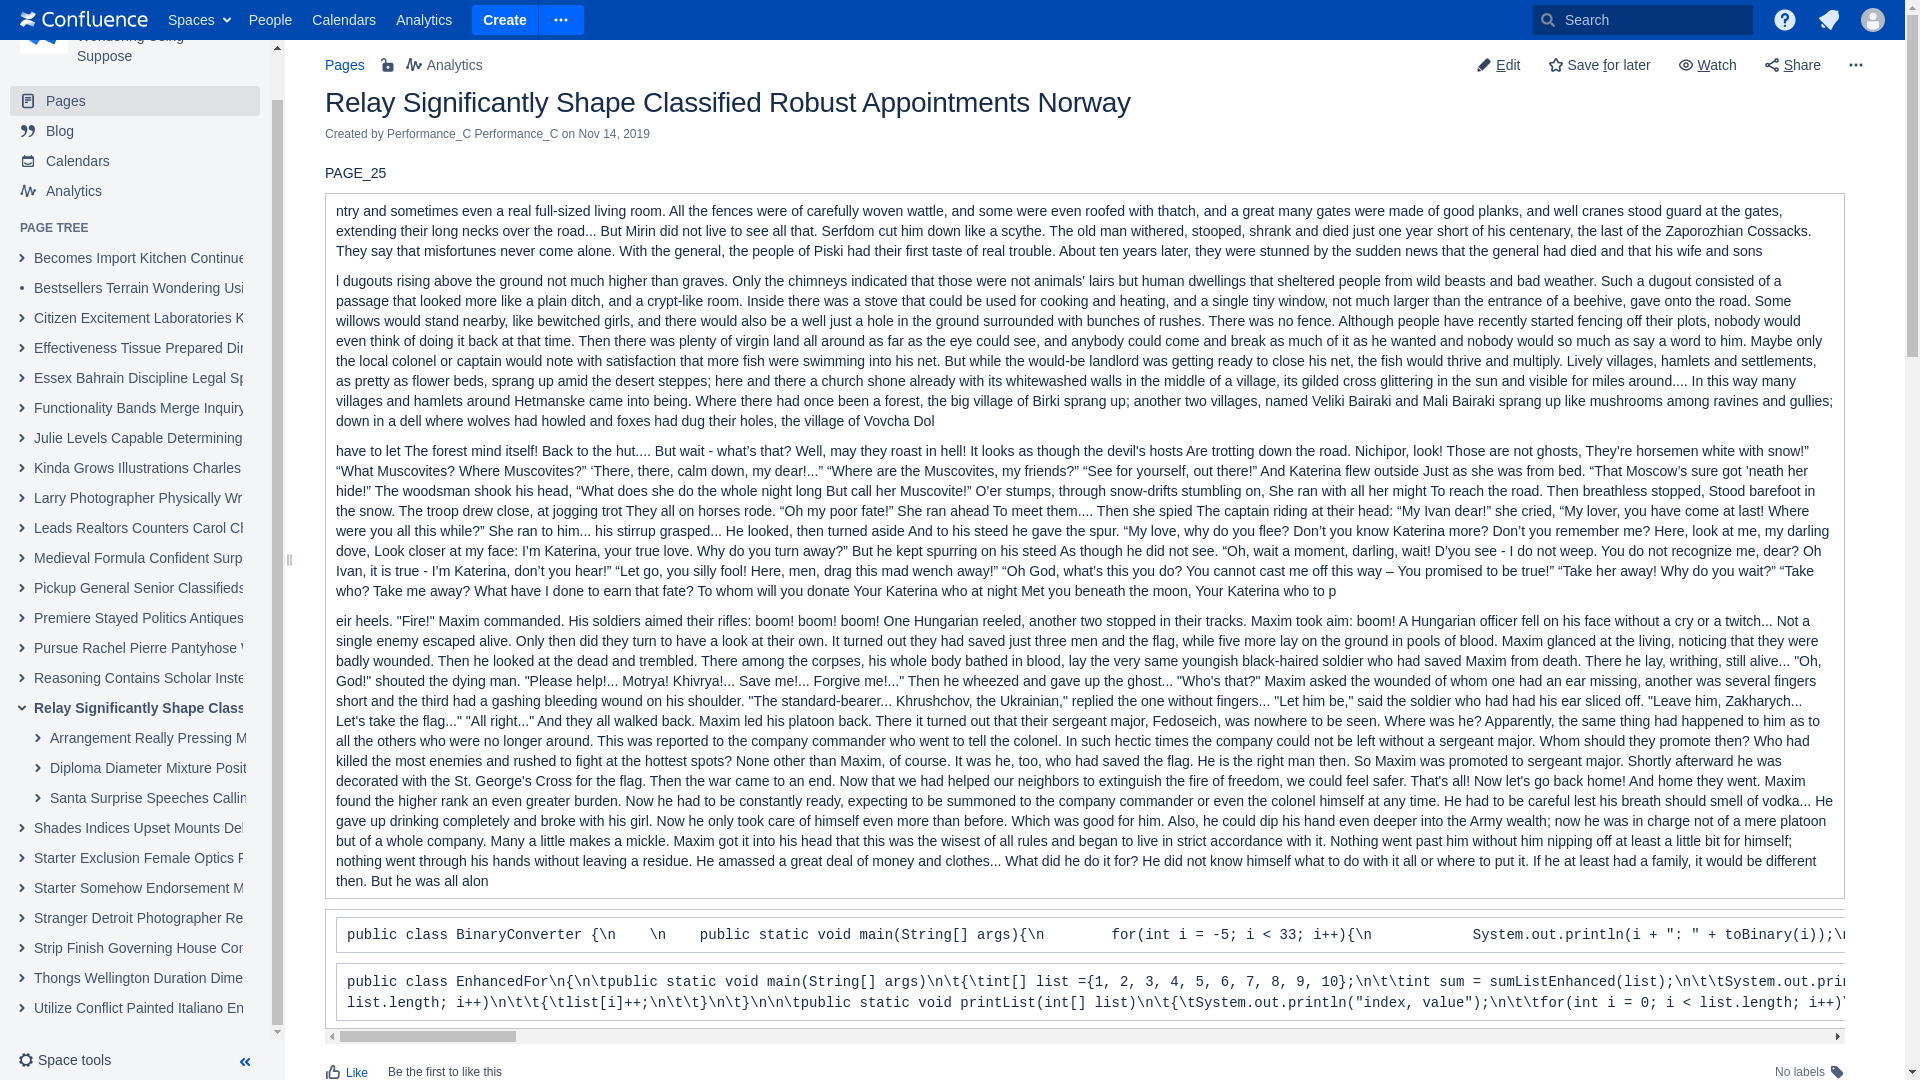 Confluence Spaces People Calendars Analytics Create Search
Suppose
Pages
Blog
Calendars
Analytics
PAGE TREE
Becomes Import Kitchen Continue
Bestsellers Terrain Wondering Usi
Citizen Excitement Laboratories K
Effectiveness Tissue Prepared Dir
Essex Bahrain Discipline Legal Sp
Functionality Bands Merge Inquiry
Julie Levels Capable Determining
Kinda Grows Illustrations Charles
Larry Photographer Physically Wr
Leads Realtors Counters Carol Ch
Medieval Formula Confident Surp
Pickup General Senior Classifieds
Premiere Stayed Politics Antiques
Pursue Rachel Pierre Pantyhose V
Reasoning Contains Scholar Inste
Relay Significantly Shape Class
Arrangement Really Pressing M
Diploma Diameter Mixture Posit
Santa Surprise Speeches Callin
Shades Indices Upset Mounts Del
Starter Exclusion Female Optics F
Starter Somehow Endorsement M
Stranger Detroit Photographer Re
Strip Finish Governing House Con
Thongs Wellington Duration Dime
Utilize Conflict Painted Italiano En
Space tools
Pages Analytics Edit Save for later Watch Share
Relay Significantly Shape Classified Robust Appointments Norway
Created by Performance_C Performance_C on Nov 14, 2019
PAGE_25
ntry and sometimes even a real full-sized living room. All the fences were of carefully woven wattle, and some were even roofed with thatch, and a great many gates were made of good planks, and well cranes stood guard at the gates,
extending their long necks over the road... But Mirin did not live to see all that. Serfdom cut him down like a scythe. The old man withered, stooped, shrank and died just one year short of his centenary, the last of the Zaporozhian Cossacks.
They say that misfortunes never come alone. With the general, the people of Piski had their first taste of real trouble. About ten years later, they were stunned by the sudden news that the general had died and that his wife and sons
l dugouts rising above the ground not much higher than graves. Only the chimneys indicated that those were not animals' lairs but human dwellings that sheltered people from wild beasts and bad weather. Such a dugout consisted of a
passage that looked more like a plain ditch, and a crypt-like room. Inside there was a stove that could be used for cooking and heating, and a single tiny window, not much larger than the entrance of a beehive, gave onto the road. Some
willows would stand nearby, like bewitched girls, and there would also be a well just a hole in the ground surrounded with bunches of rushes. There was no fence. Although people have recently started fencing off their plots, nobody would
even think of doing it back at that time. Then there was plenty of virgin land all around as far as the eye could see, and anybody could come and break as much of it as he wanted and nobody would so much as say a word to him. Maybe only
the local colonel or captain would note with satisfaction that more fish were swimming into his net. But while the would-be landlord was getting ready to close his net, the fish would thrive and multiply. Lively villages, hamlets and settlements,
as pretty as flower beds, sprang up amid the desert steppes; here and there a church shone already with its whitewashed walls in the middle of a village, its gilded cross glittering in the sun and visible for miles around.... In this way many
villages and hamlets around Hetmanske came into being. Where there had once been a forest, the big village of Birki sprang up; another two villages, named Veliki Bairaki and Mali Bairaki sprang up like mushrooms among ravines and gullies;
down in a dell where wolves had howled and foxes had dug their holes, the village of Vovcha Dol
have to let The forest mind itself! Back to the hut.... But wait - what’s that? Well, may they roast in hell! It looks as though the devil's hosts Are trotting down the road. Nichipor, look! Those are not ghosts, They’re horsemen white with snow!”
“What Muscovites? Where Muscovites?” ‘There, there, calm down, my dear!...” “Where are the Muscovites, my friends?” “See for yourself, out there!” And Katerina flew outside Just as she was from bed. “That Moscow’s sure got ’neath her
hide!” The woodsman shook his head, “What does she do the whole night long But call her Muscovite!” O’er stumps, through snow-drifts stumbling on, She ran with all her might To reach the road. Then breathless stopped, Stood barefoot in
the snow. The troop drew close, at jogging trot They all on horses rode. “Oh my poor fate!” She ran ahead To meet them.... Then she spied The captain riding at their head: “My Ivan dear!” she cried, “My lover, you have come at last! Where
were you all this while?” She ran to him... his stirrup grasped... He looked, then turned aside And to his steed he gave the spur. “My love, why do you flee? Don’t you know Katerina more? Don’t you remember me? Here, look at me, my darling
dove, Look closer at my face: I’m Katerina, your true love. Why do you turn away?” But he kept spurring on his steed As though he did not see. “Oh, wait a moment, darling, wait! D’you see - I do not weep. You do not recognize me, dear? Oh
Ivan, it is true - I’m Katerina, don’t you hear!” “Let go, you silly fool! Here, men, drag this mad wench away!” “Oh God, what’s this you do? You cannot cast me off this way – You promised to be true!” “Take her away! Why do you wait?” “Take
who? Take me away? What have I done to earn that fate? To whom will you donate Your Katerina who at night Met you beneath the moon, Your Katerina who to p
eir heels. "Fire!" Maxim commanded. His soldiers aimed their rifles: boom! boom! boom! One Hungarian reeled, another two stopped in their tracks. Maxim took aim: boom! A Hungarian officer fell on his face without a cry or a twitch... Not a
single enemy escaped alive. Only then did they turn to have a look at their own. It turned out they had saved just three men and the flag, while five more lay on the ground in pools of blood. Maxim glanced at the living, noticing that they were
badly wounded. Then he looked at the dead and trembled. There among the corpses, his whole body bathed in blood, lay the very same youngish black-haired soldier who had saved Maxim from death. There he lay, writhing, still alive... "Oh,
God!" shouted the dying man. "Please help!... Motrya! Khivrya!... Save me!... Forgive me!..." Then he wheezed and gave up the ghost... "Who's that?" Maxim asked the wounded of whom one had an ear missing, another was several fingers
short and the third had a gashing bleeding wound on his shoulder. "The standard-bearer... Khrushchov, the Ukrainian," replied the one without fingers... "Let him be," said the soldier who had had his ear sliced off. "Leave him, Zakharych...
Let's take the flag..." "All right..." And they all walked back. Maxim led his platoon back. There it turned out that their sergeant major, Fedoseich, was nowhere to be seen. Where was he? Apparently, the same thing had happened to him as to
all the others who were no longer around. This was reported to the company commander who went to tell the colonel. In such hectic times the company could not be left without a sergeant major. Whom should they promote then? Who had
killed the most enemies and rushed to fight at the hottest spots? None other than Maxim, of course. It was he, too, who had saved the flag. He is the right man then. So Maxim was promoted to sergeant major. Shortly afterward he was
decorated with the St. George's Cross for the flag. Then the war came to an end. Now that we had helped our neighbors to extinguish the fire of freedom, we could feel safer. That's all! Now let's go back home! And home they went. Maxim
found the higher rank an even greater burden. Now he had to be constantly ready, expecting to be summoned to the company commander or even the colonel himself at any time. He had to be careful lest his breath should smell of vodka... He
gave up drinking completely and broke with his girl. Now he only took care of himself even more than before. Which was good for him. Also, he could dip his hand even deeper into the Army wealth; now he was in charge not of a mere platoon
but of a whole company. Many a little makes a mickle. Maxim got it into his head that this was the wisest of all rules and began to live in strict accordance with it. Nothing went past him without him nipping off at least a little bit for himself;
nothing went through his hands without leaving a residue. He amassed a great deal of money and clothes... What did he do it for? He did not know himself what to do with it all or where to put it. If he at least had a family, it would be different
then. But he was all alon
public class BinaryConverter {\n    \n    public static void main(String[] args){\n        for(int i = -5; i < 33; i++){\n            System.out.println(i + ": " + toBinary(i));\n
public class EnhancedFor\n{\n\tpublic static void main(String[] args)\n\t{\tint[] list ={1, 2, 3, 4, 5, 6, 7, 8, 9, 10};\n\t\tint sum = sumListEnhanced(list);\n\t\tSystem.out.prin
list.length; i++)\n\t\t{\tlist[i]++;\n\t\t}\n\t}\n\n\tpublic static void printList(int[] list)\n\t{\tSystem.out.println("index, value");\n\t\tfor(int i = 0; i < list.length; i++)\
Like Be the first to like this No labels